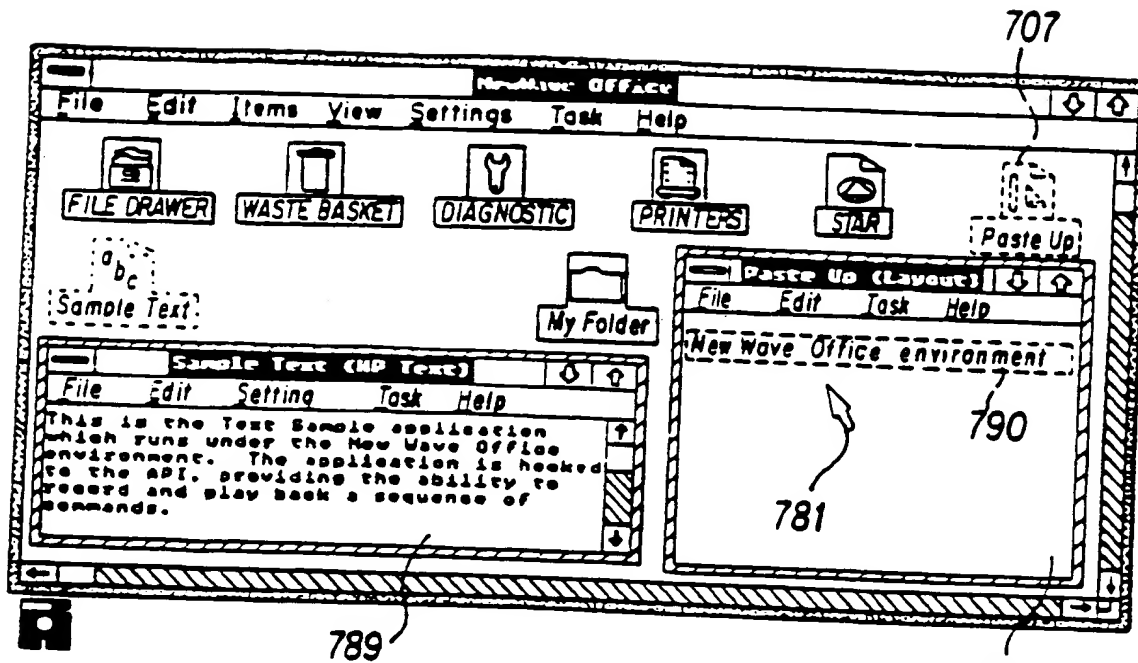 707
NewWave Office
File Edit Items View Settings Task Help
FILE DRAWER WASTE BASKET DIAGNOSTIC PRINTERS STAR Paste Up
abc
Sample Text
My Folder
Paste Up (Layout)
File Edit Task Help
New Wave Office environment
790
781
Sample Text (HP Text)
File Edit Setting Task Help
This is the Text Sample application
which runs under the New Wave Office
environment. The application is hooked
to the API, providing the ability to
record and play back a sequence of
commands.
789